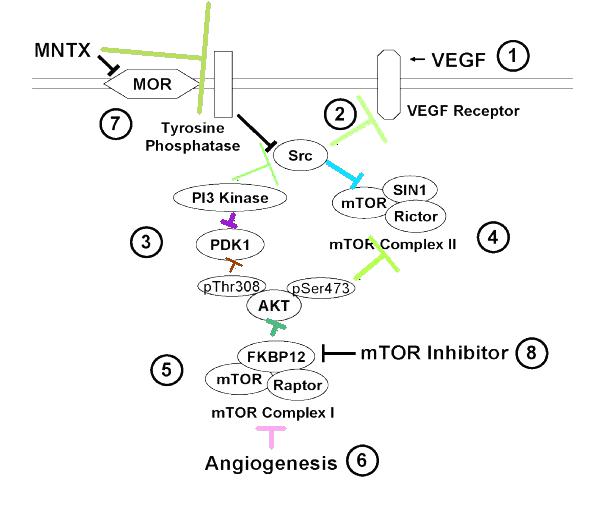 MNTX
VEGF 1
MOR
VEGF Receptor
7
Tyrosine
Phosphatase
2
Src
PI3 Kinase
SIN1
mTOR
Rictor
3
PDK1
mTOR Complex II
4
pThr308
pSer473
AKT
5
FKBP12
mTOR Inhibitor 8
mTOR
Raptor
mTOR Complex I
Angiogenesis 6